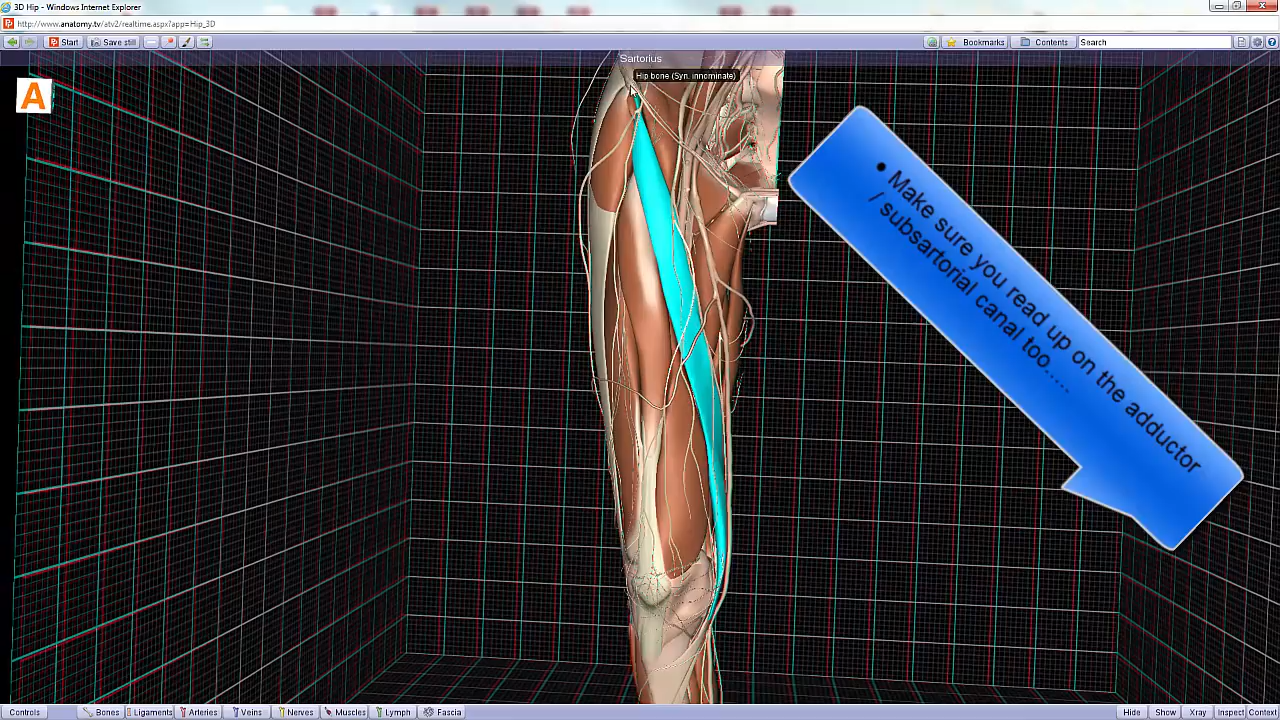 3D Hip - Windows Internet Explorer
http://www.anatomy.tv/atv2/realtime.aspx?app=Hip_3D
Start Save still Bookmarks Contents Search
Sartorius
Hip bone (Syn. innominate)
A
• Make sure you read up on the adductor
/ subsartorial canal too.....
Controls Bones Ligaments Arteries Veins Nerves Muscles Lymph Fascia Hide Show Xray Inspect Context